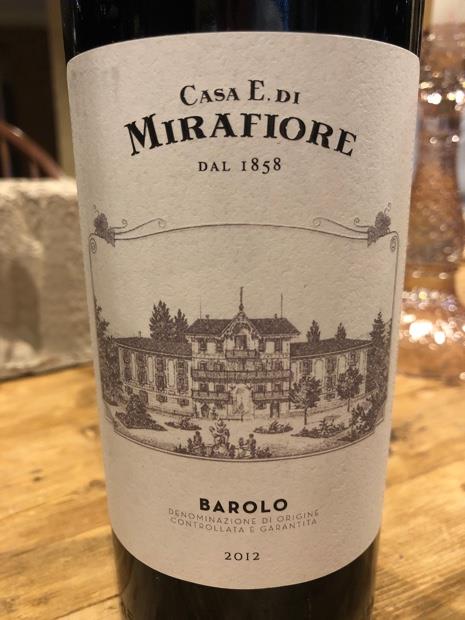 CASA E. DI
MIRAFIORE
DAL 1858
BAROLO
DENOMINAZIONE DI ORIGINE
CONTROLLATA E GARANTITA
2012